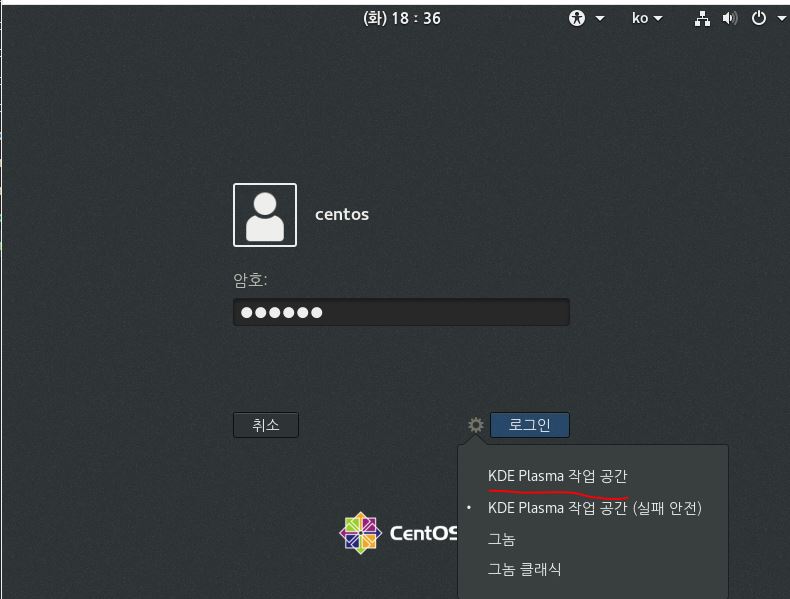 (화) 18 : 36
ko
centos
암호:
취소
로그인
KDE Plasma 작업 공간
KDE Plasma 작업 공간 (실패 안전)
그놈
그놈 클래식
CentOS